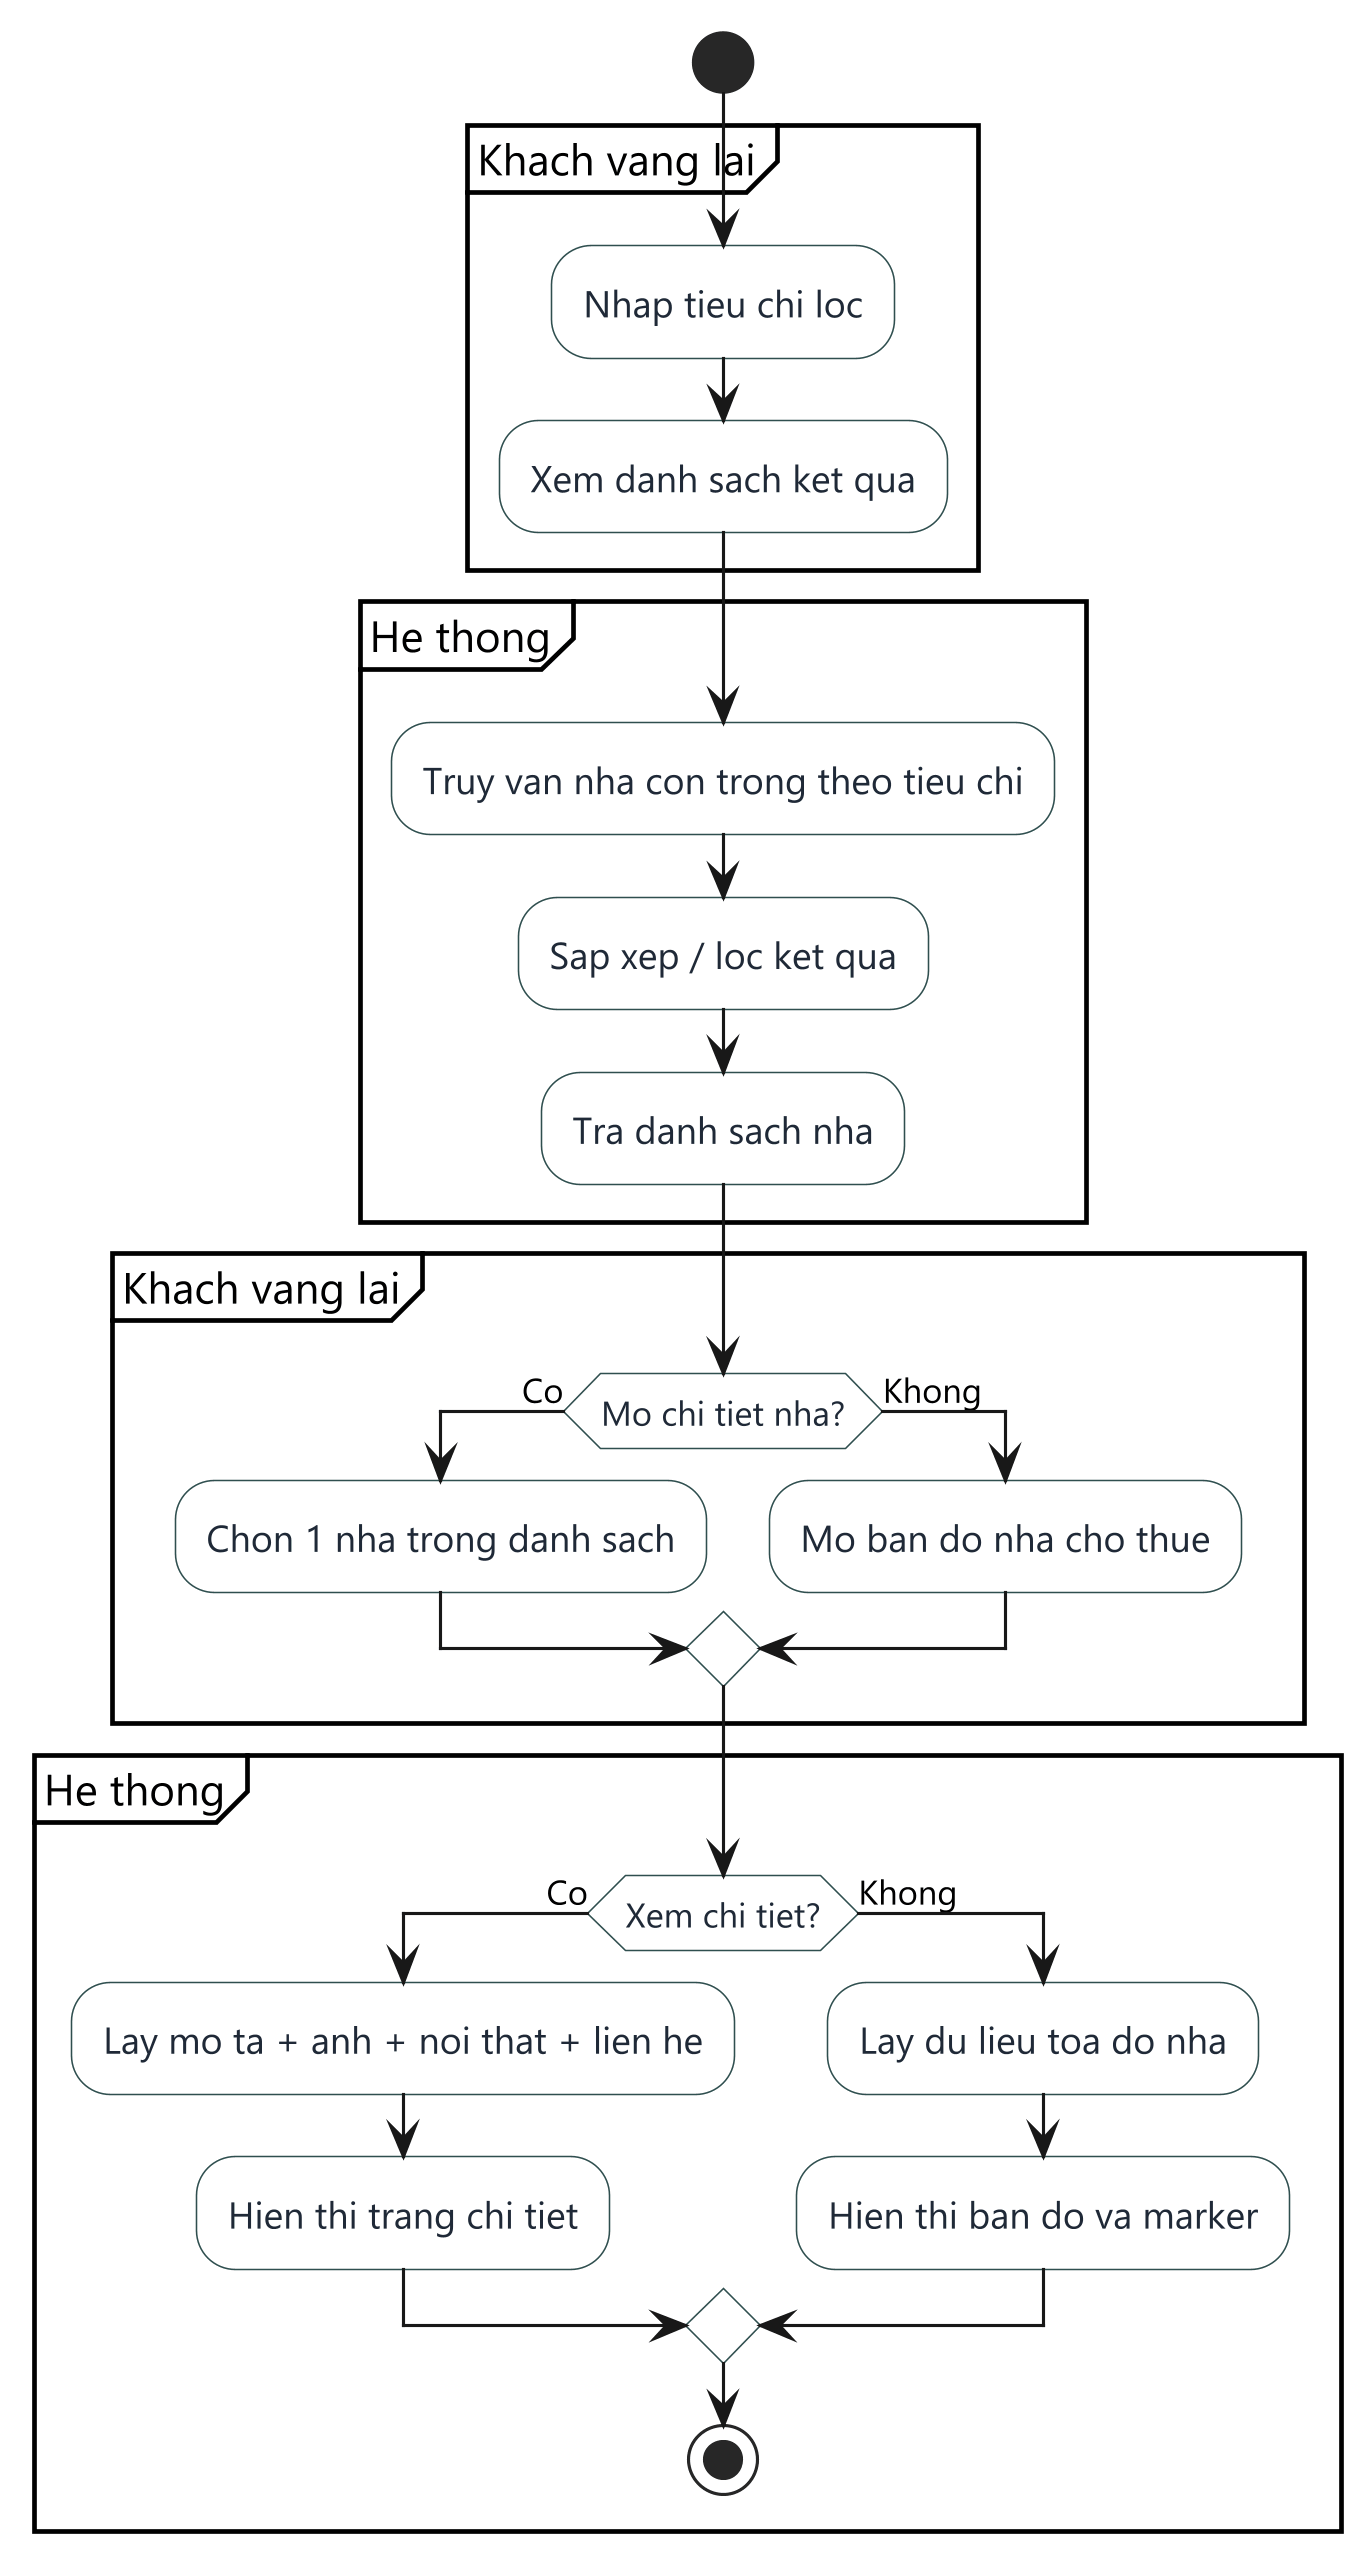 Khach vang lai
Nhap tieu chi loc
Xem danh sach ket qua
He thong
Truy van nha con trong theo tieu chi
Sap xep / loc ket qua
Tra danh sach nha
Khach vang lai
Co
Mo chi tiet nha?
Khong
Chon 1 nha trong danh sach
Mo ban do nha cho thue
He thong
Co
Xem chi tiet?
Khong
Lay mo ta + anh + noi that + lien he
Lay du lieu toa do nha
Hien thi trang chi tiet
Hien thi ban do va marker